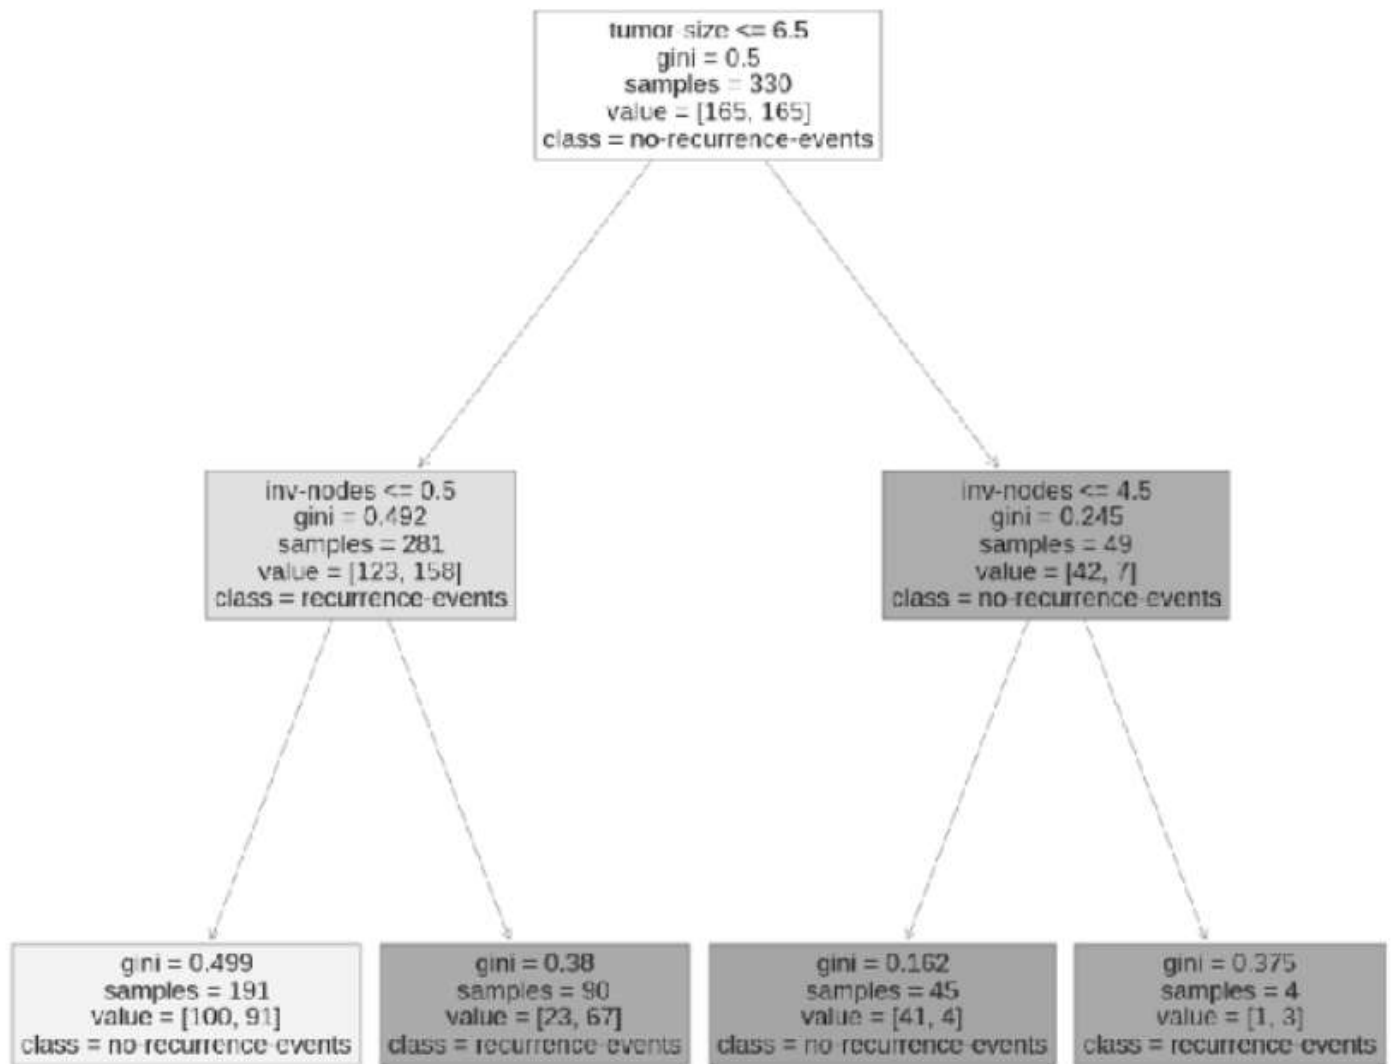 tumor-size <= 6.5
gini = 0.5
samples = 330
value = [165, 165]
class = no-recurrence-events
inv-nodes <= 0.5
gini = 0.492
samples = 281
value = [123, 158]
class = recurrence-events
inv-nodes <= 4.5
gini = 0.245
samples = 49
value = [42, 7]
class = no-recurrence-events
gini = 0.499
samples = 191
value = [100, 91]
class = no-recurrence-events
gini = 0.38
samples = 90
value = [23, 67]
class = recurrence-events
gini = 0.162
samples = 45
value = [41, 4]
class = no-recurrence-events
gini = 0.375
samples = 4
value = [1, 3]
class = recurrence-events